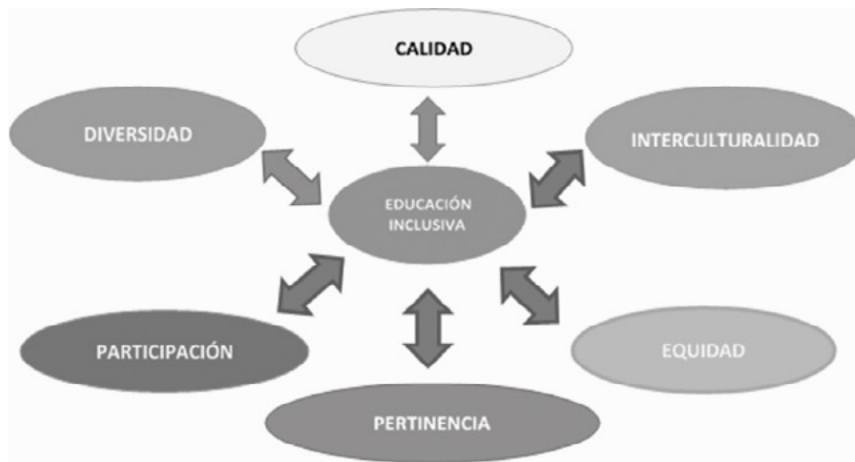 CALIDAD
DIVERSIDAD
INTERCULTURALIDAD
EDUCACIÓN
INCLUSIVA
PARTICIPACIÓN
EQUIDAD
PERTINENCIA